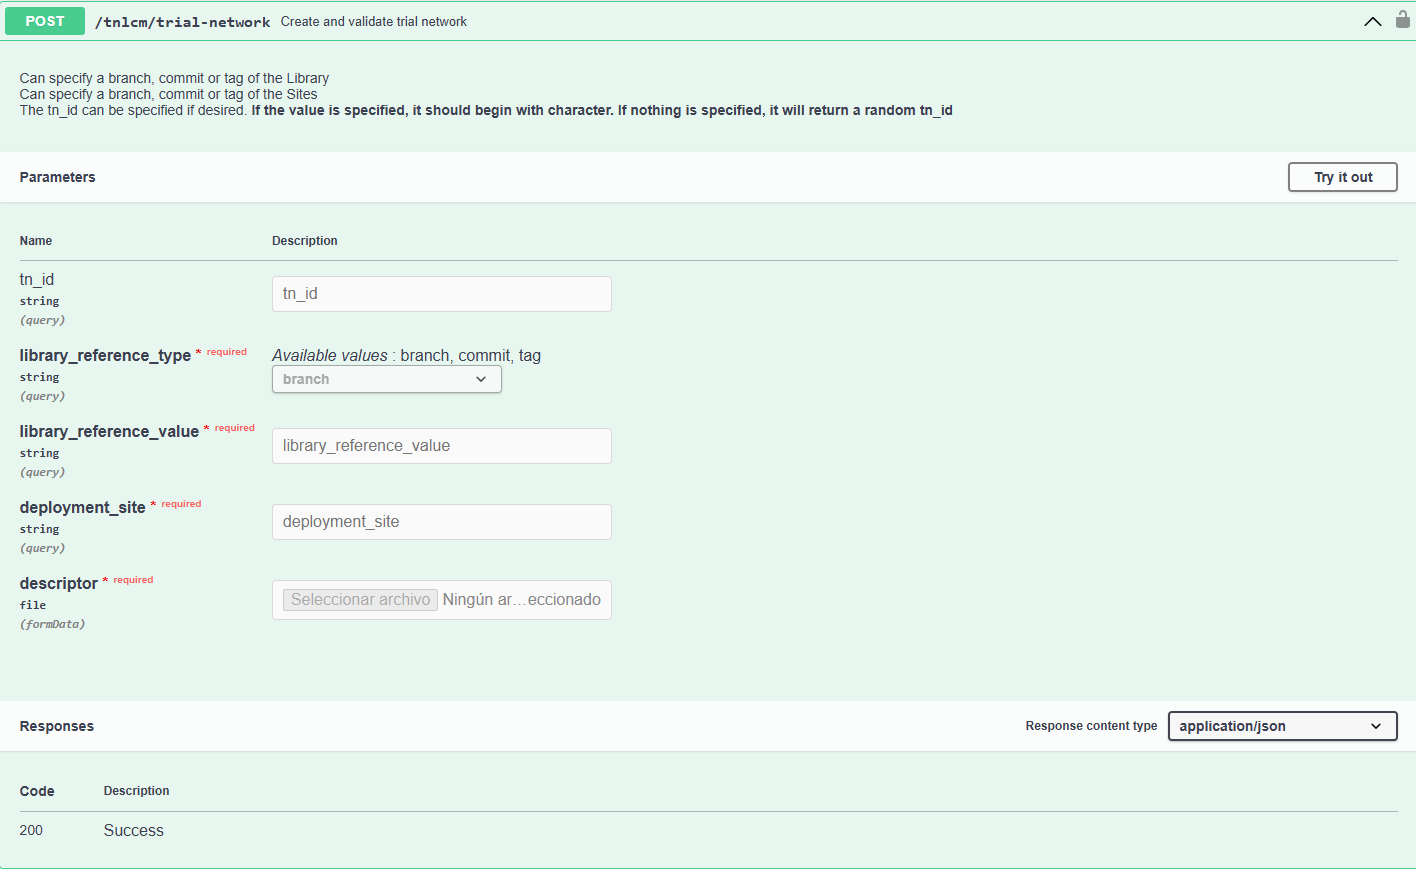 POST /tnlcm/trial-network Create and validate trial network
Can specify a branch, commit or tag of the Library
Can specify a branch, commit or tag of the Sites
The tn_id can be specified if desired. If the value is specified, it should begin with character. If nothing is specified, it will return a random tn_id
Parameters
Try it out
Name Description
tn_id
string
(query)
tn_id
library_reference_type * required
string
(query)
Available values : branch, commit, tag
branch
library_reference_value * required
string
(query)
library_reference_value
deployment_site * required
string
(query)
deployment_site
descriptor * required
file
(formData)
Seleccionar archivo Ningún ar...eccionado
Responses
Response content type application/json
Code Description
200 Success